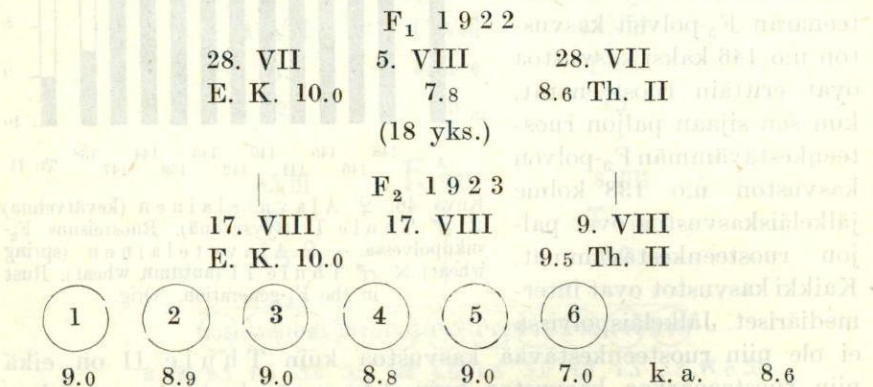 F₁ 1922
28. VII 5. VIII 28. VII
E. K. 10.0 7.8 8.6 Th. II
(18 yks.)
F₂ 1923
17. VIII 17. VIII 9. VIII
E. K. 10.0 9.5 Th. II
1 2 3 4 5 6
9.0 8.9 9.0 8.8 9.0 7.0 k. a. 8.6